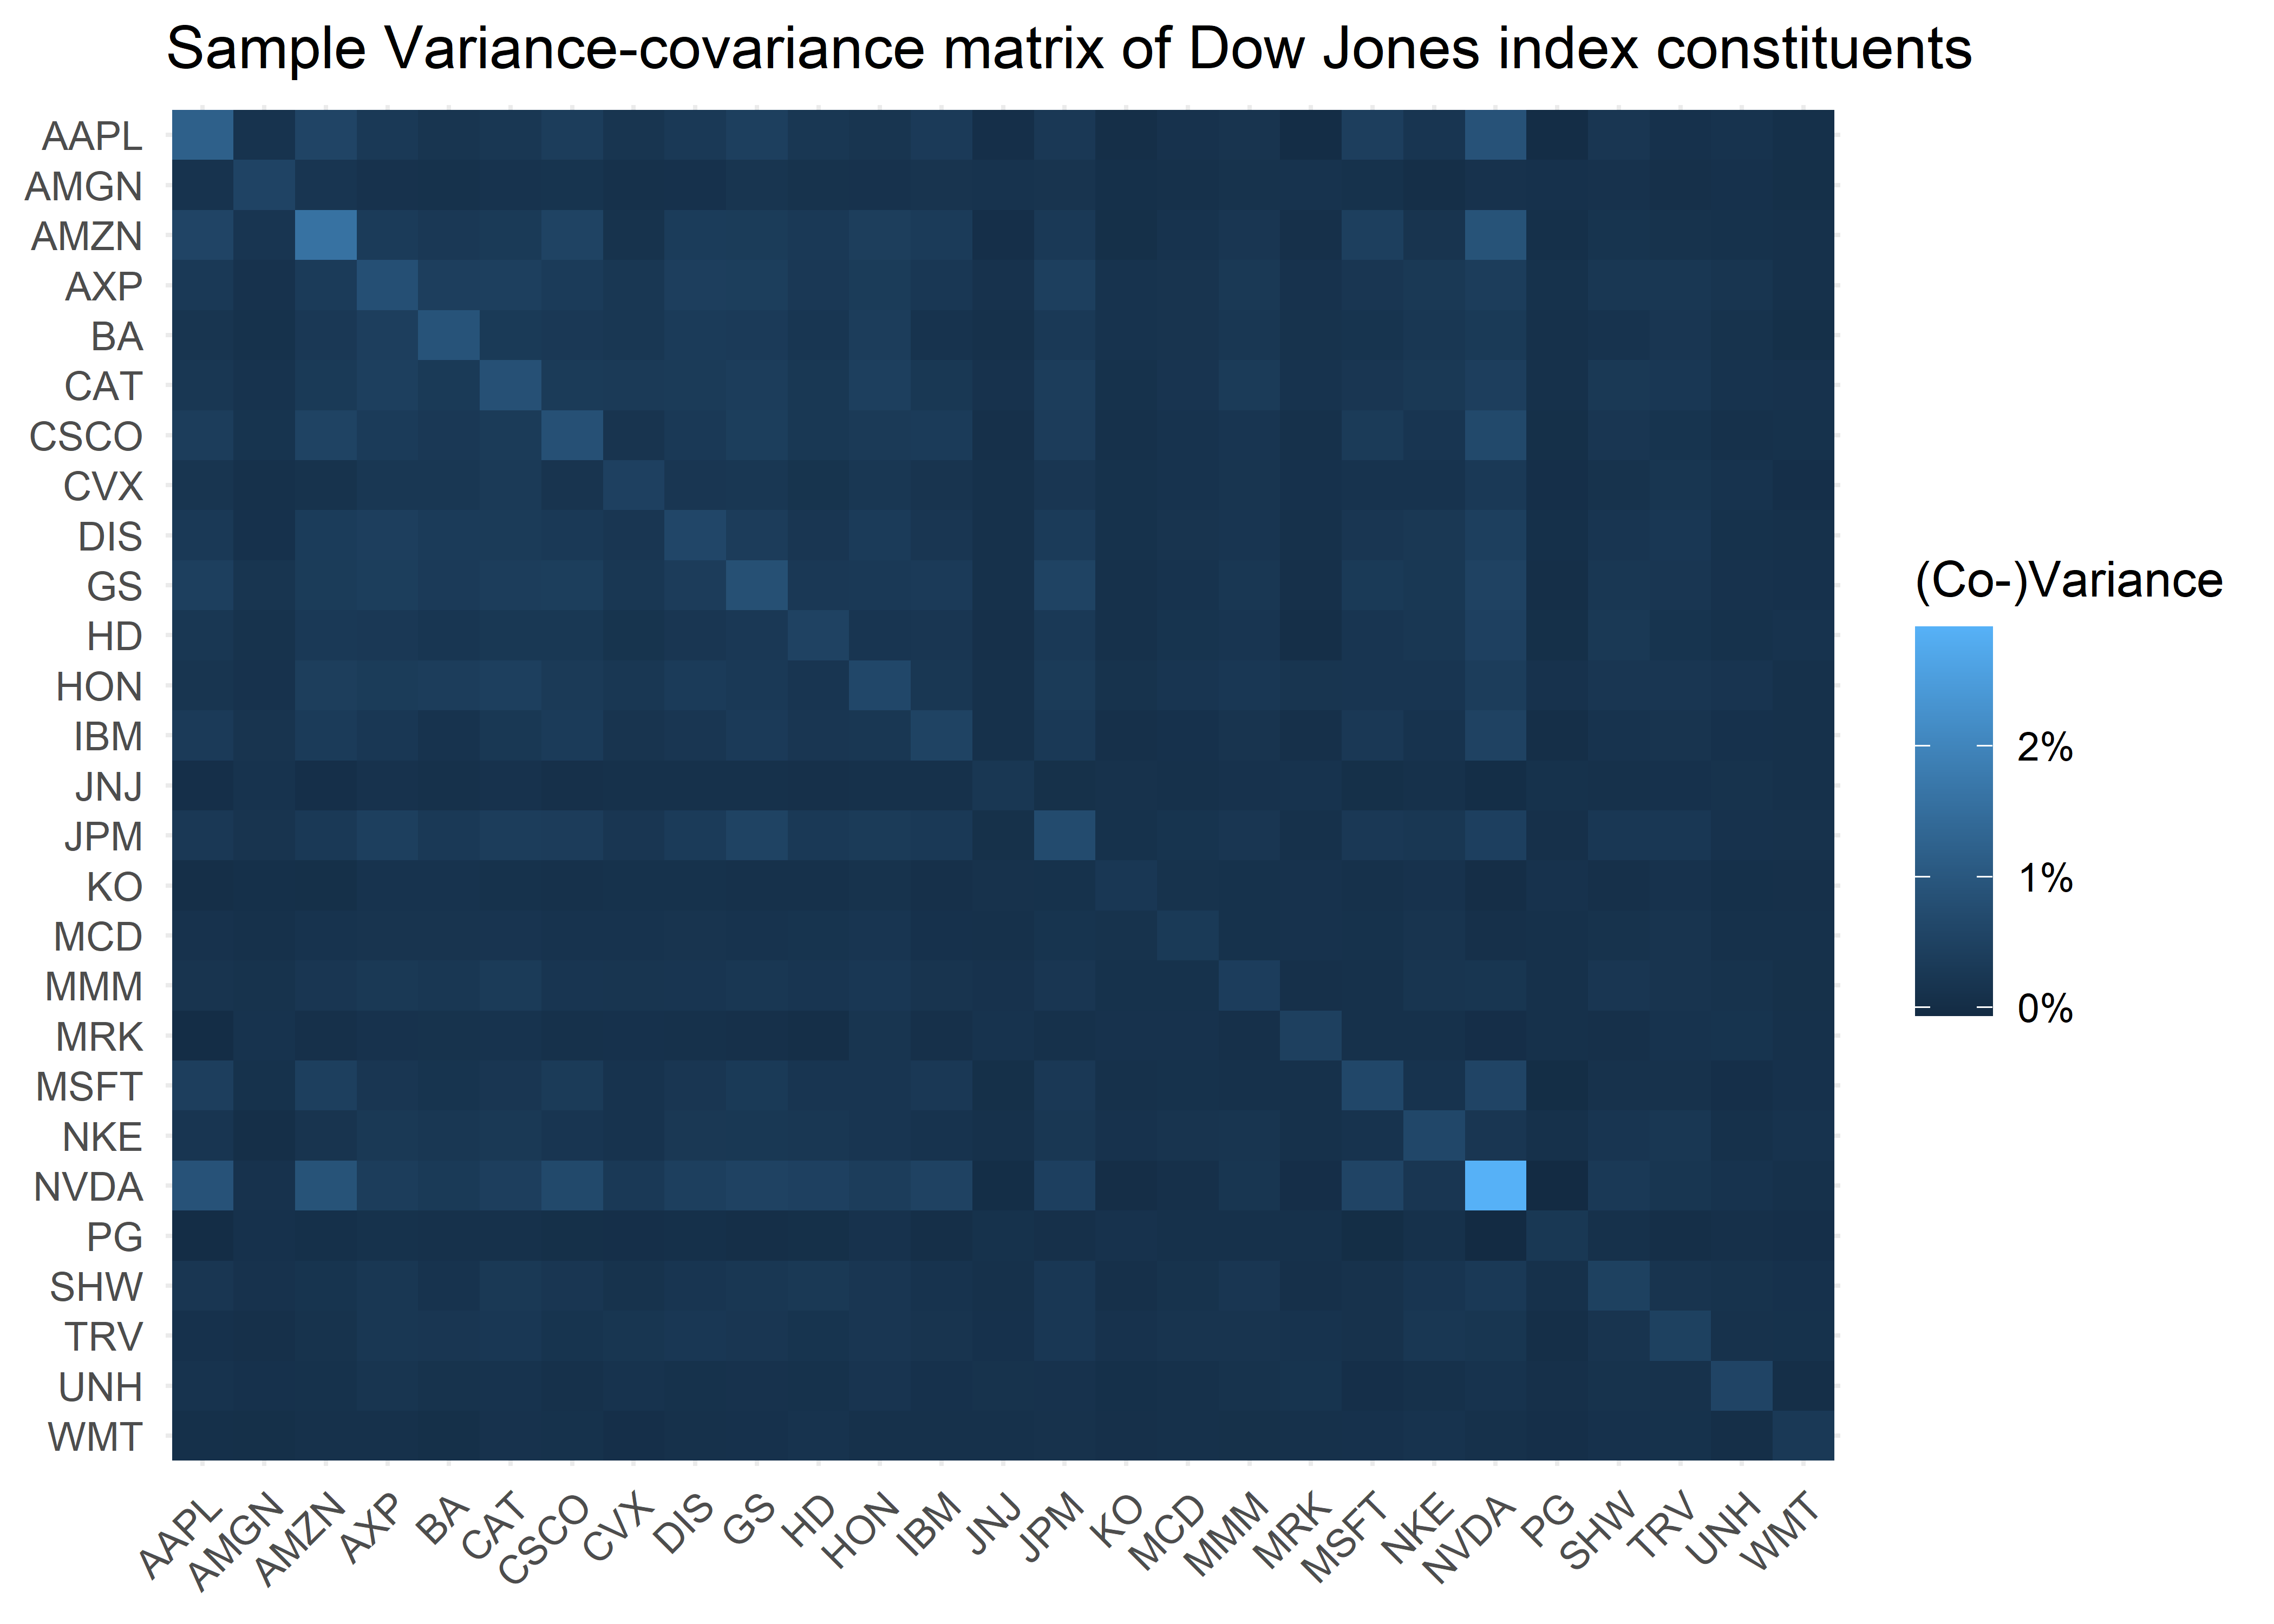 Sample Variance-covariance matrix of Dow Jones index constituents
AAPL
AMGN
AMZN
AXP
BA
CAT
CSCO
CVX
DIS
GS
HD
HON
IBM
JNJ
JPM
KO
MCD
MMM
MRK
MSFT
NKE
NVDA
PG
SHW
TRV
UNH
WMT
(Co-)Variance
2%
1%
0%
AAPL AMGN AMZN AXP BA CAT CSCO CVX DIS GS HD HON IBM JNJ JPM KO MCD MMM MRK MSFT NKE NVDA PG SHW TRV UNH WMT